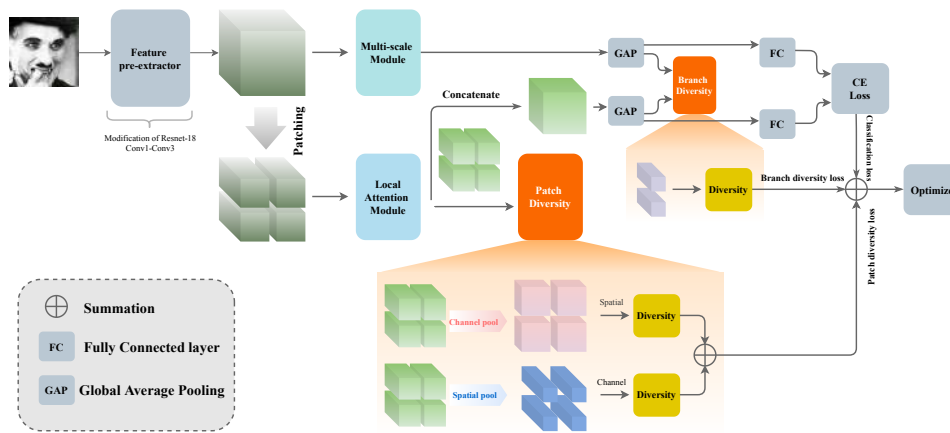 Feature
pre-extractor
Modification of Resnet-18
Conv1-Conv3
Patching
Multi-scale
Module
Local
Attention
Module
Concatenate
Patch
Diversity
GAP
GAP
Branch
Diversity
FC
FC
CE
Loss
Classification loss
Diversity
Branch diversity loss
Optimize
Patch diversity loss
Channel pool
Spatial
Diversity
Spatial pool
Channel
Diversity
Summation
FC
Fully Connected layer
GAP
Global Average Pooling